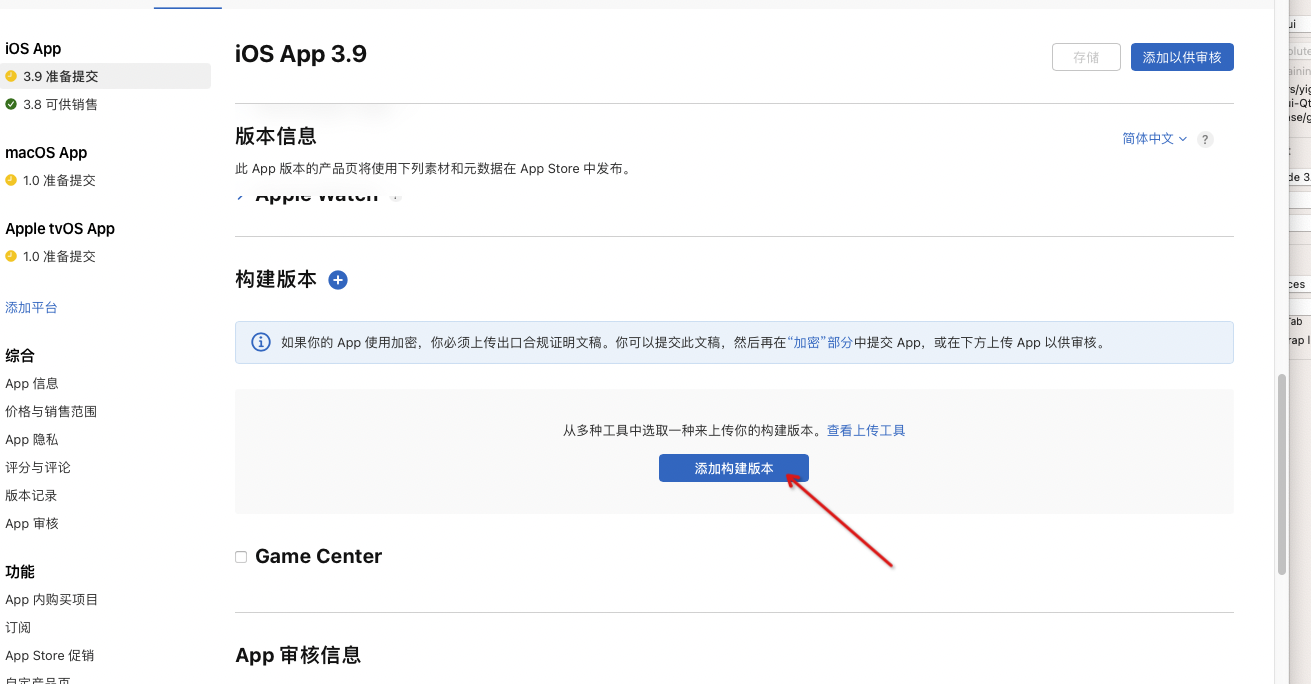 iOS App
3.9 准备提交
3.8 可供销售
macOS App
1.0 准备提交
Apple tvOS App
1.0 准备提交
添加平台
综合
App 信息
价格与销售范围
App 隐私
评分与评论
版本记录
App 审核
功能
App 内购买项目
订阅
App Store 促销
自定产品页
iOS App 3.9
存储
添加以供审核
版本信息
简体中文
?
此 App 版本的产品页将使用下列素材和元数据在 App Store 中发布。
Apple Watch
构建版本
如果你的 App 使用加密，你必须上传出口合规证明文稿。你可以提交此文稿，然后再在“加密”部分中提交 App，或在下方上传 App 以供审核。
从多种工具中选取一种来上传你的构建版本。查看上传工具
添加构建版本
Game Center
App 审核信息